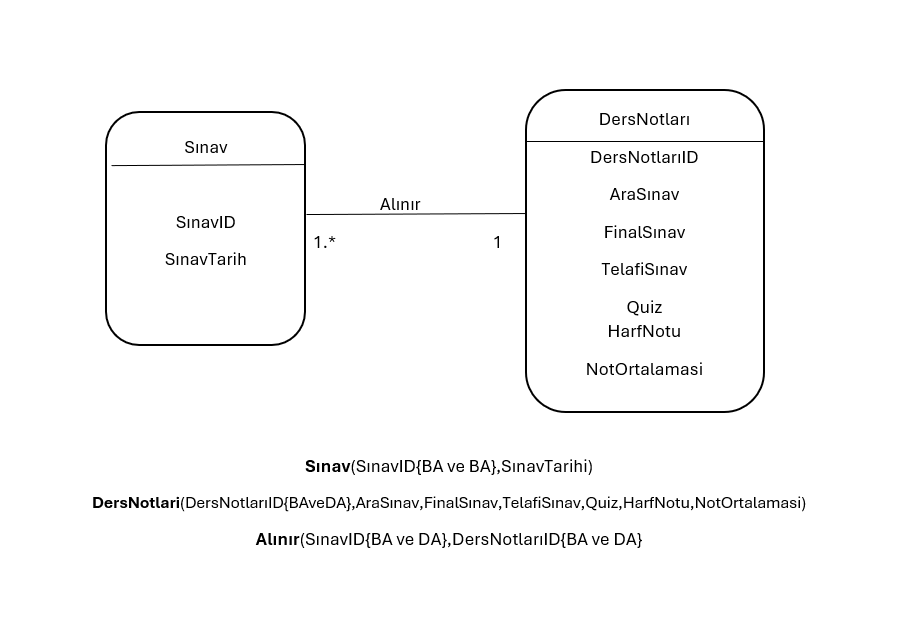 Sınav
SınavID
SınavTarih
Alınır
1.*
1
DersNotları
DersNotlarıID
AraSınav
FinalSınav
TelafiSınav
Quiz
HarfNotu
NotOrtalamasi
Sınav(SınavID{BA ve BA},SınavTarihi)
DersNotlari(DersNotlarıID{BAveDA},AraSınav,FinalSınav,TelafiSınav,Quiz,HarfNotu,NotOrtalamasi)
Alınır(SınavID{BA ve DA},DersNotlarıID{BA ve DA}